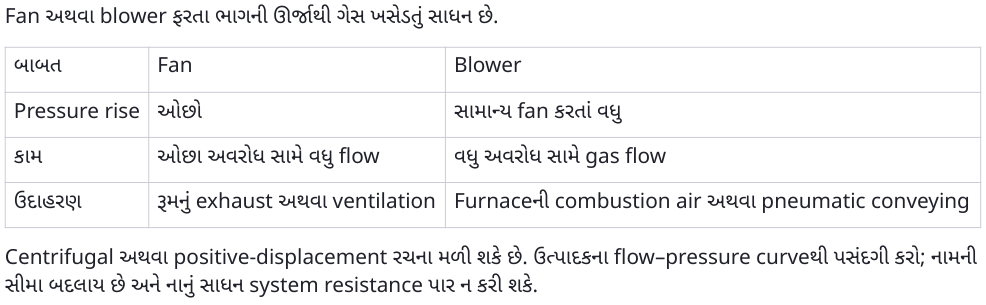 Fan અથવા blower ફરતા ભાગની ઊર્જાથી ગેસ ખસેડતું સાધન છે.
બાબત Fan Blower
Pressure rise ઓછો સામાન્ય fan કરતાં વધુ
કામ ઓછા અવરોધ સામે વધુ flow વધુ અવરોધ સામે gas flow
ઉદાહરણ રૂમનું exhaust અથવા ventilation Furnaceની combustion air અથવા pneumatic conveying
Centrifugal અથવા positive-displacement રચના મળી શકે છે. ઉત્પાદકના flow–pressure curveથી પસંદગી કરો; નામની
સીમા બદલાય છે અને નાનું સાધન system resistance પાર ન કરી શકે.